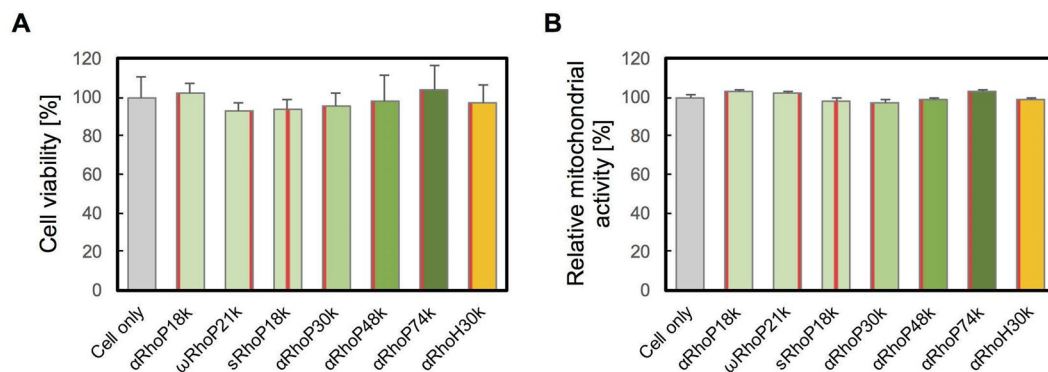 A
Cell viability [%]
120
100
80
60
40
20
0
Cell only
αRhoP18k
ωRhoP21k
sRhoP18k
αRhoP30k
αRhoP48k
αRhoP74k
αRhoH30k
B
Relative mitochondrial
activity [%]
120
100
80
60
40
20
0
Cell only
αRhoP18k
ωRhoP21k
sRhoP18k
αRhoP30k
αRhoP48k
αRhoP74k
αRhoH30k